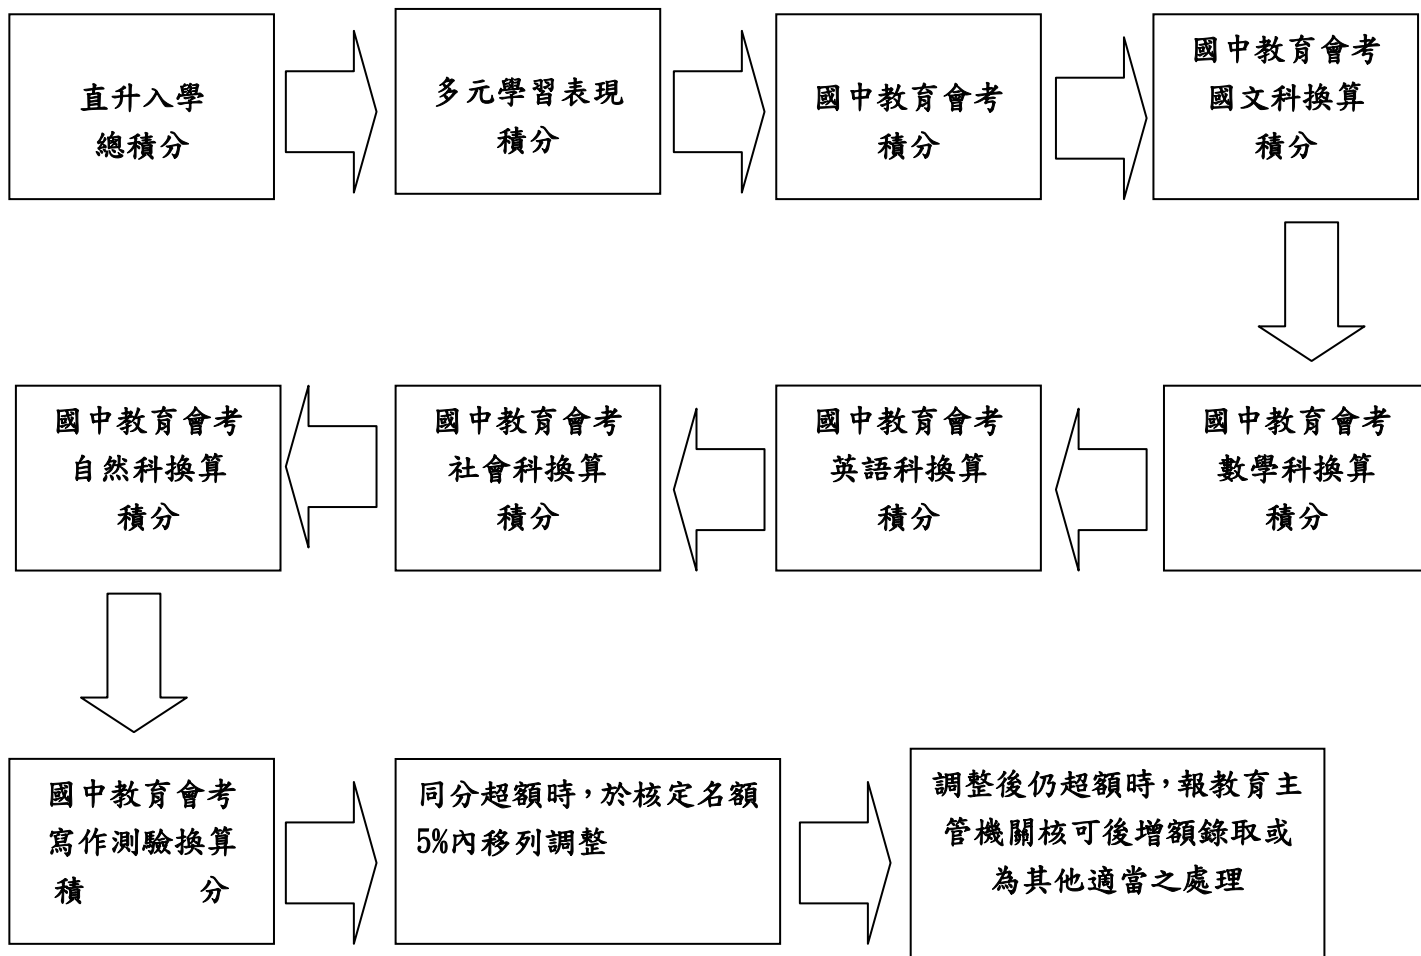 直升入學
總積分
多元學習表現
積分
國中教育會考
積分
國中教育會考
國文科換算
積分
國中教育會考
數學科換算
積分
國中教育會考
英語科換算
積分
國中教育會考
社會科換算
積分
國中教育會考
自然科換算
積分
國中教育會考
寫作測驗換算
積 分
同分超額時，於核定名額
5%內移列調整
調整後仍超額時，報教育主
管機關核可後增額錄取或
為其他適當之處理